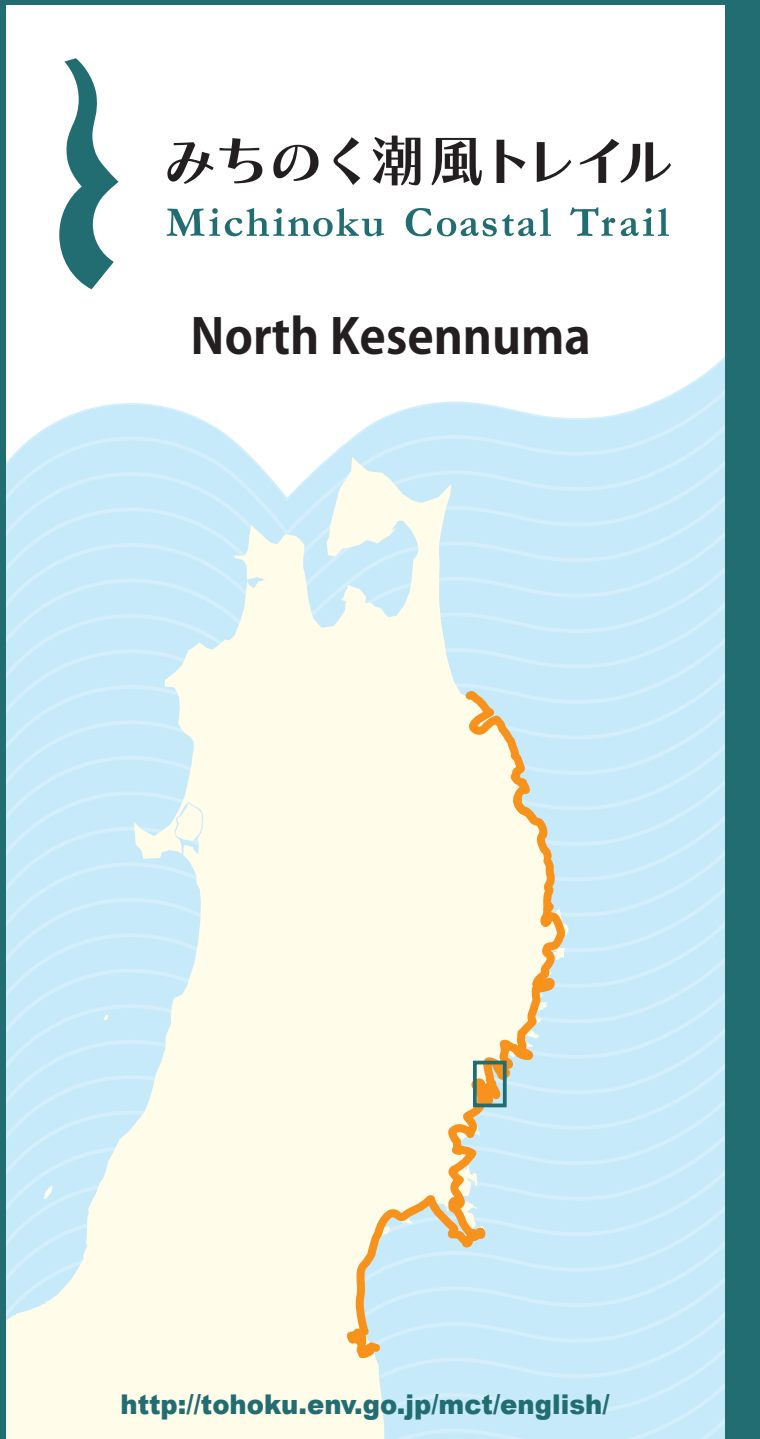 みちのく潮風トレイル
Michinoku Coastal Trail
North Kesennuma
http://tohoku.env.go.jp/mct/english/